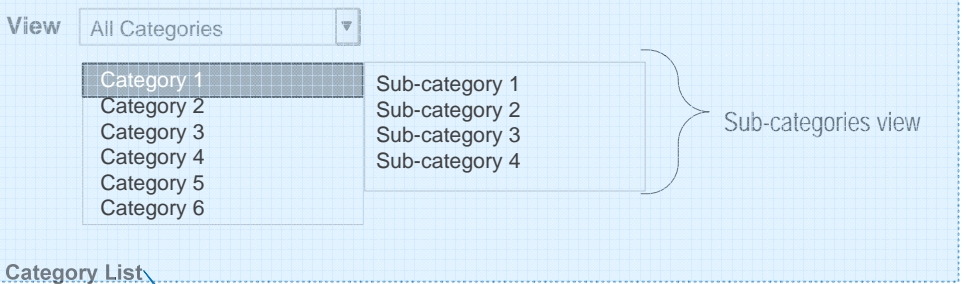 View All Categories
Category 1
Category 2
Category 3
Category 4
Category 5
Category 6
Sub-category 1
Sub-category 2
Sub-category 3
Sub-category 4
Sub-categories view
Category List